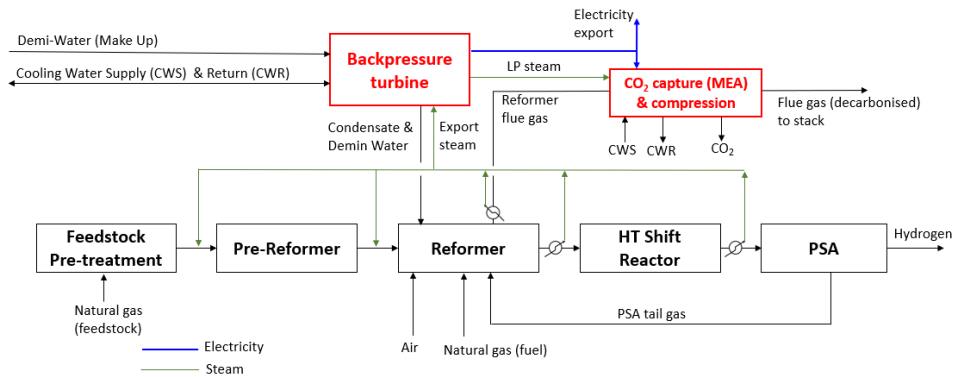 Electricity
export
Demi-Water (Make Up)
Backpressure
turbine
LP steam
Cooling Water Supply (CWS) & Return (CWR)
CO₂ capture (MEA)
& compression
Reformer
flue gas
Flue gas (decarbonised)
to stack
Condensate &
Demin Water
Export
steam
CWS
CWR
CO₂
Feedstock
Pre-treatment
Pre-Reformer
Reformer
HT Shift
Reactor
PSA
Hydrogen
Natural gas
(feedstock)
PSA tail gas
Air
Natural gas (fuel)
Electricity
Steam